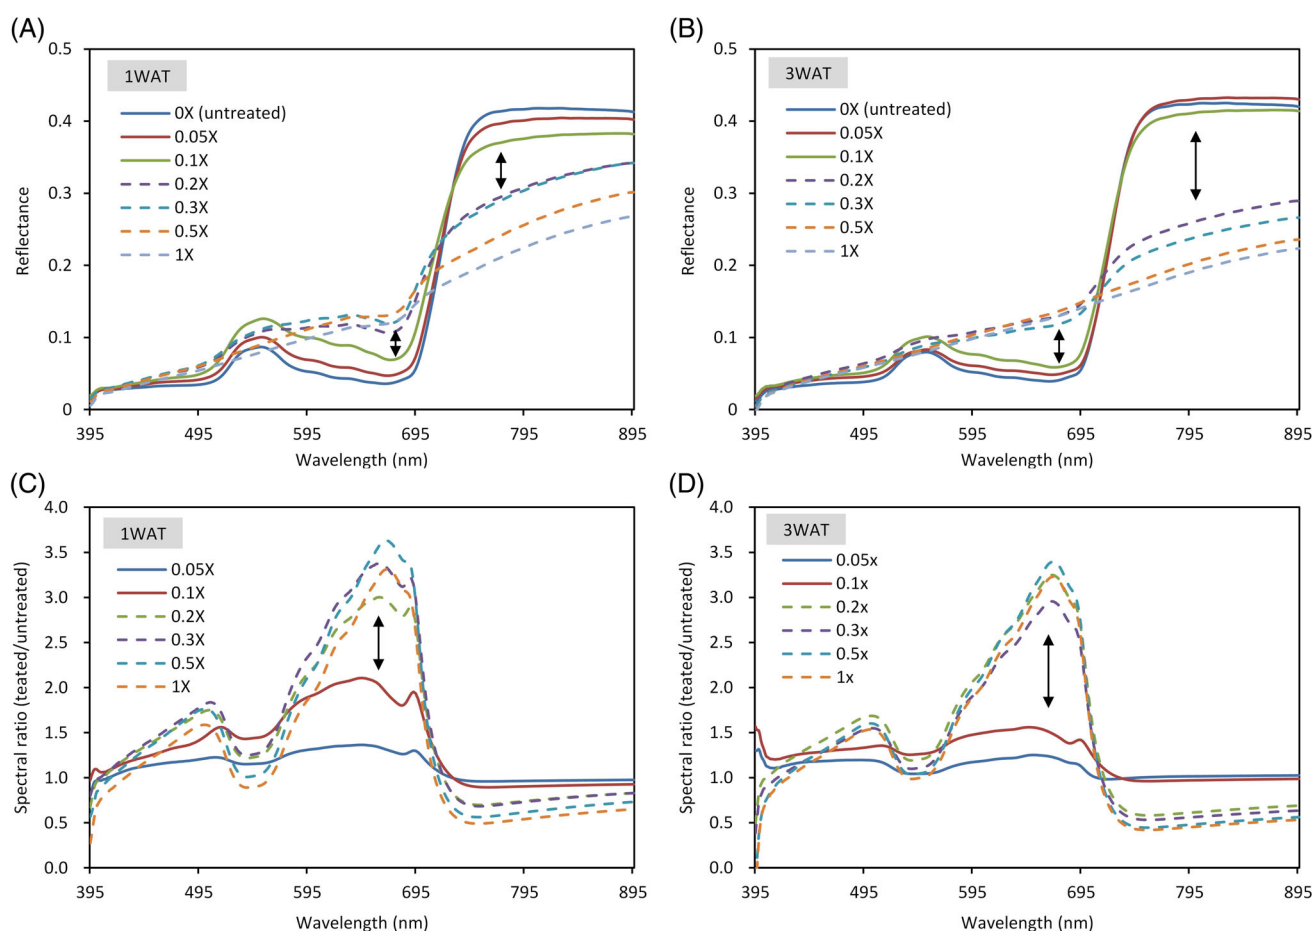 (A)
0.5
0.4
0.3
0.2
0.1
0
Reflectance
1WAT
0X (untreated)
0.05X
0.1X
0.2X
0.3X
0.5X
1X
395 495 595 695 795 895
Wavelength (nm)
(B)
0.5
0.4
0.3
0.2
0.1
0
Reflectance
3WAT
0X (untreated)
0.05X
0.1X
0.2X
0.3X
0.5X
1X
395 495 595 695 795 895
Wavelength (nm)
(C)
4.0
3.5
3.0
2.5
2.0
1.5
1.0
0.5
0.0
Spectral ratio (teated/untreated)
1WAT
0.05X
0.1X
0.2X
0.3X
0.5X
1X
395 495 595 695 795 895
Wavelength (nm)
(D)
4.0
3.5
3.0
2.5
2.0
1.5
1.0
0.5
0.0
Spectral ratio (teated/untreated)
3WAT
0.05x
0.1x
0.2x
0.3x
0.5x
1x
395 495 595 695 795 895
Wavelength (nm)